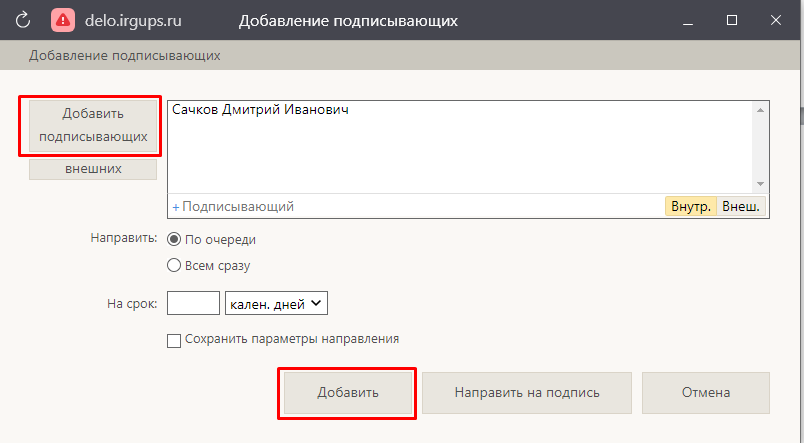 delo.irgups.ru Добавление подписывающих
Добавление подписывающих
Добавить
подписывающих
внешних
Сачков Дмитрий Иванович
+ Подписывающий Внутр. Внеш.
Направить: По очереди
Всем сразу
На срок: кален. дней
Сохранить параметры направления
Добавить Направить на подпись Отмена